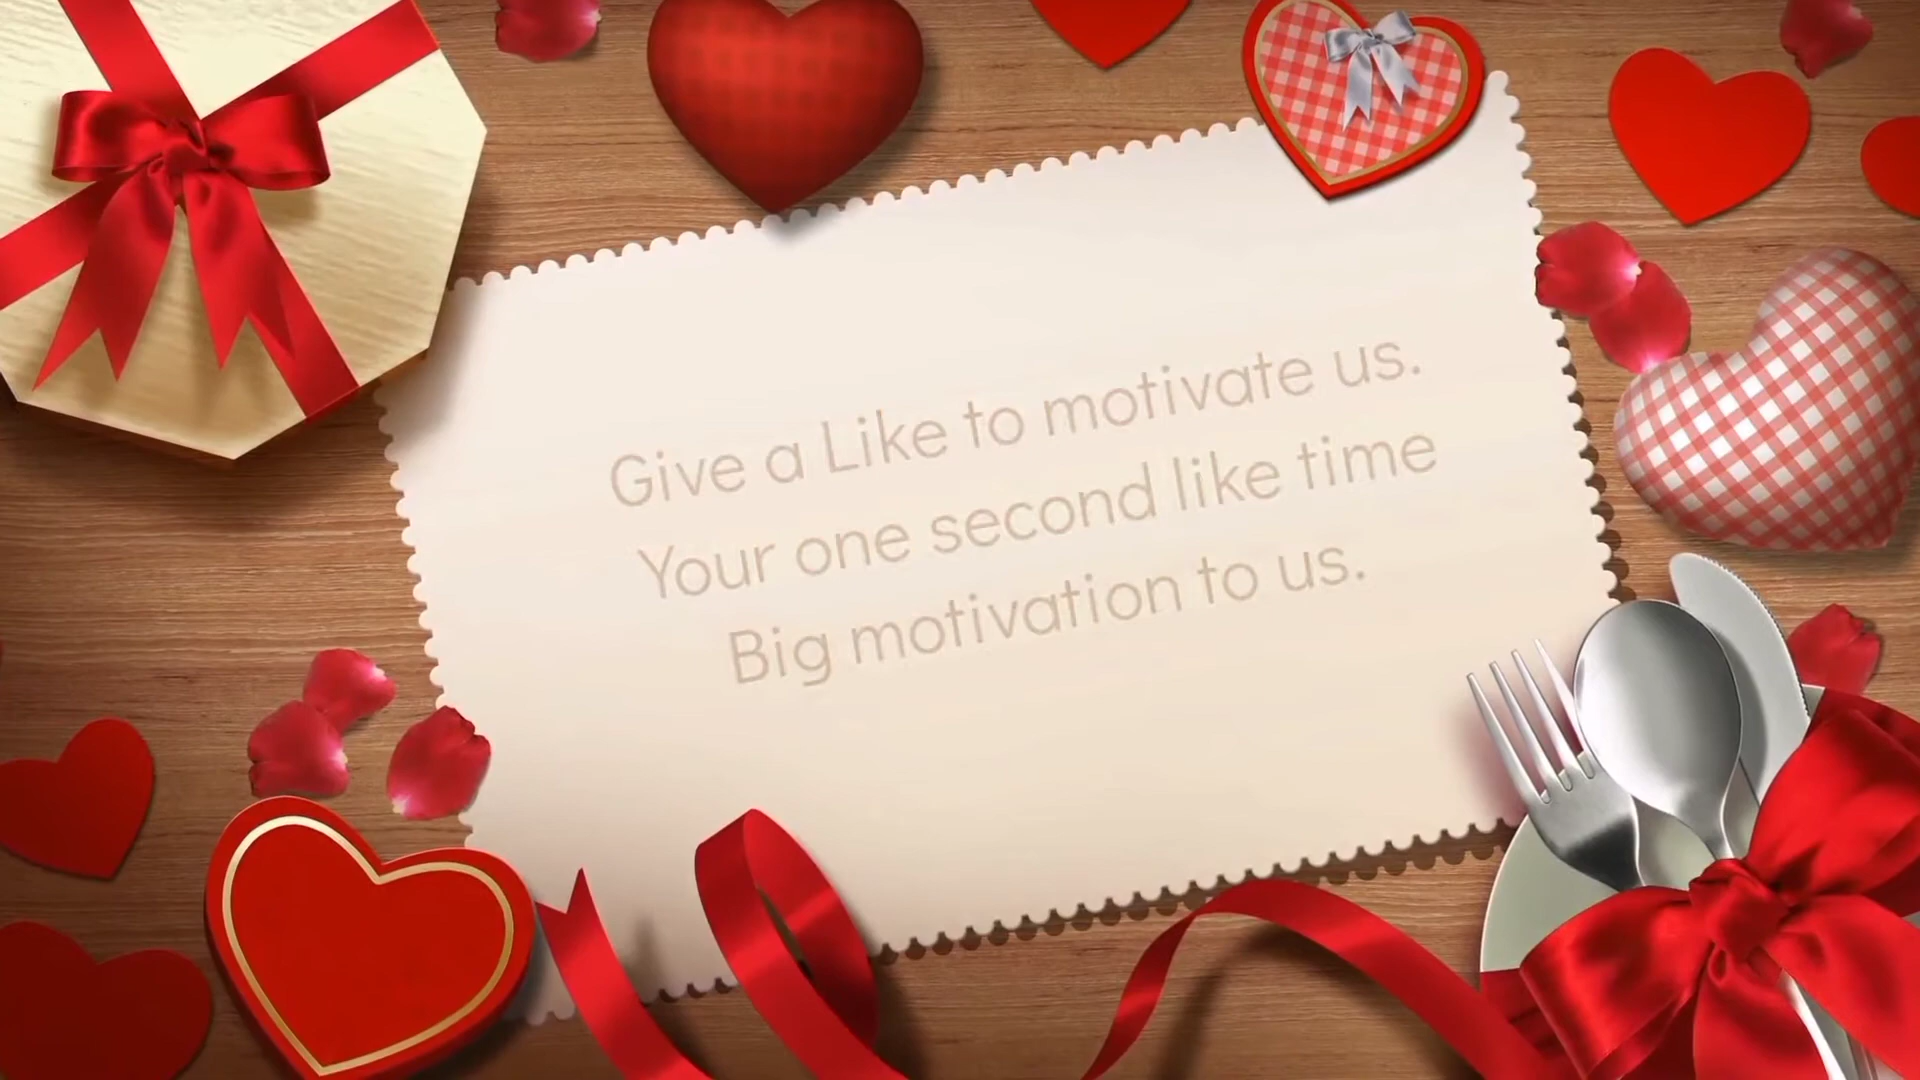 Give a Like to motivate us.
Your one second like time
Big motivation to us.